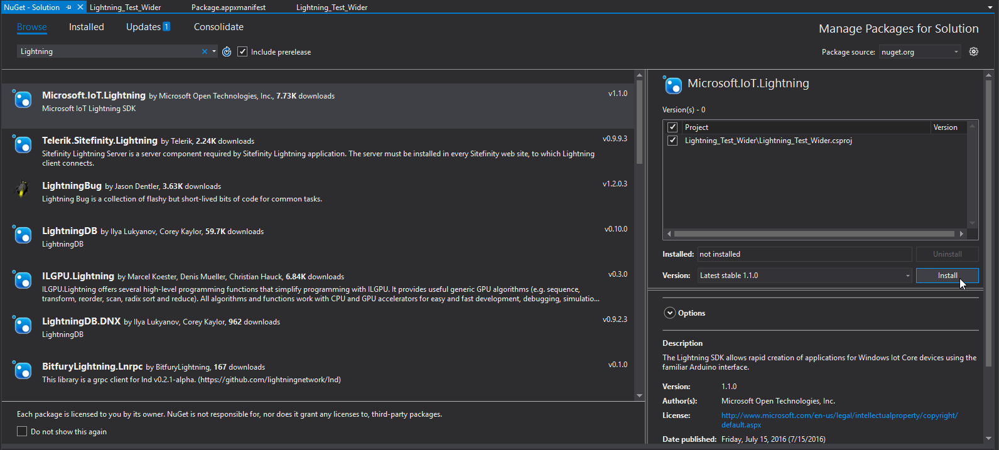 NuGet - Solution
Lightning_Test_Wider
Package.appxmanifest
Lightning_Test_Wider
Browse
Installed
Updates 1
Consolidate
Manage Packages for Solution
Lightning
Include prerelease
Package source: nuget.org
Microsoft.IoT.Lightning by Microsoft Open Technologies, Inc., 7.73K downloads
v1.1.0
Microsoft IoT Lightning SDK
Telerik.Sitefinity.Lightning by Telerik, 2.24K downloads
v0.9.9.3
Sitefinity Lightning Server is a server component required by Sitefinity Lightning application. The server must be installed in every Sitefinity web site, to which Lightning
client connects.
LightningBug by Jason Dentler, 3.63K downloads
v1.2.0.3
Lightning Bug is a collection of flashy but short-lived bits of code for common tasks.
LightningDB by Ilya Lukyanov, Corey Kaylor, 59.7K downloads
v0.10.0
LightningDB
ILGPU.Lightning by Marcel Koester, Denis Mueller, Christian Hauck, 6.84K downloads
v0.3.0
ILGPU.Lightning offers several high-level programming functions that simplify programming with ILGPU. It provides useful generic GPU algorithms (e.g. sequence,
transform, reorder, scan, radix sort and reduce). All algorithms and functions work with CPU and GPU accelerators for easy and fast development, debugging, simulatio...
LightningDB.DNX by Ilya Lukyanov, Corey Kaylor, 962 downloads
v0.9.2.3
LightningDB
BitfuryLightning.Lnrpc by BitfuryLightning, 167 downloads
v0.1.0
This library is a grpc client for lnd v0.2.1-alpha. (https://github.com/lightningnetwork/lnd)
Each package is licensed to you by its owner. NuGet is not responsible for, nor does it grant any licenses to, third-party packages.
Do not show this again
Microsoft.IoT.Lightning
Version(s) - 0
Project
Version
Lightning_Test_Wider\Lightning_Test_Wider.csproj
Installed: not installed
Uninstall
Version: Latest stable 1.1.0
Install
Options
Description
The Lightning SDK allows rapid creation of applications for Windows Iot Core devices using the
familiar Arduino interface.
Version: 1.1.0
Author(s): Microsoft Open Technologies, Inc.
License: http://www.microsoft.com/en-us/legal/intellectualproperty/copyright/
default.aspx
Date published: Friday, July 15, 2016 (7/15/2016)